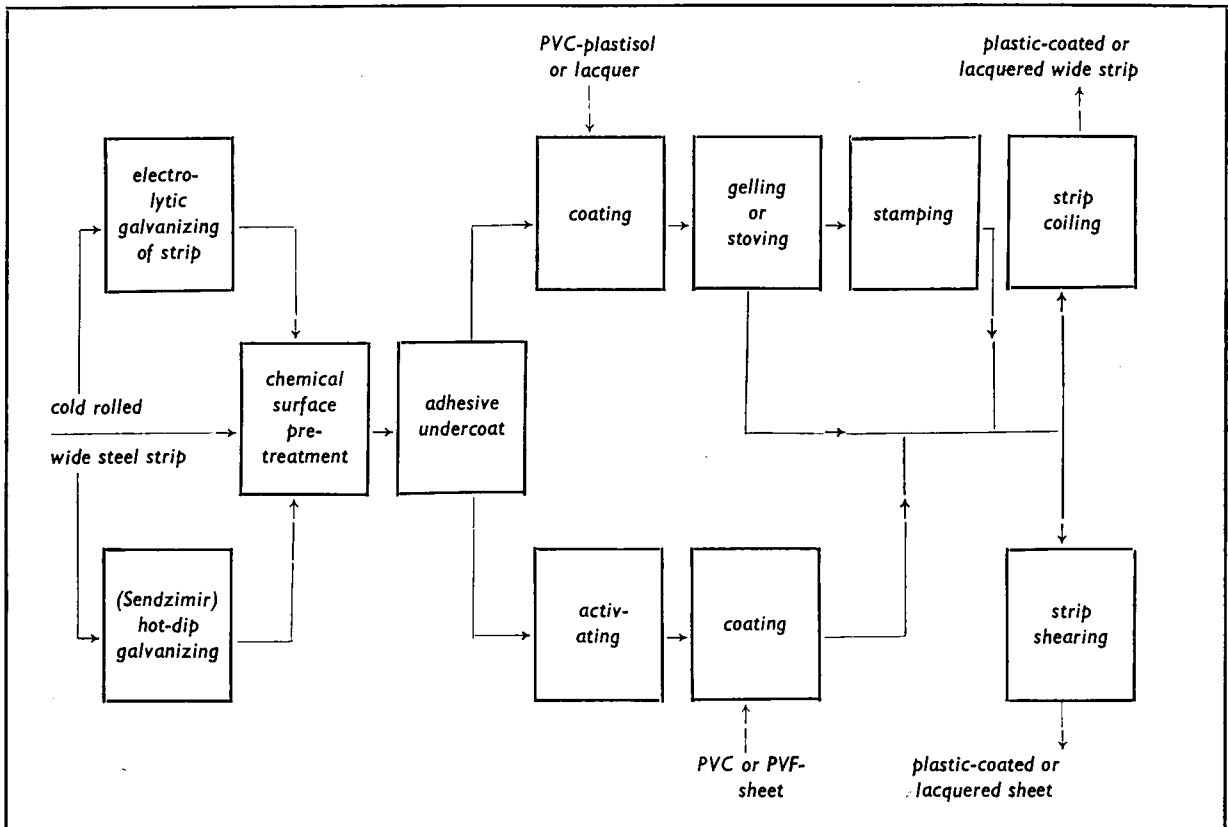 PVC-plastisol
or lacquer
plastic-coated or
lacquered wide strip
electro-
lytic
galvanizing
of strip
coating
gelling
or
stoving
stamping
strip
coiling
cold rolled
wide steel strip
chemical
surface
pre-
treatment
adhesive
undercoat
(Sendzimir)
hot-dip
galvanizing
activ-
ating
coating
strip
shearing
PVC or PVF-
sheet
plastic-coated or
lacquered sheet